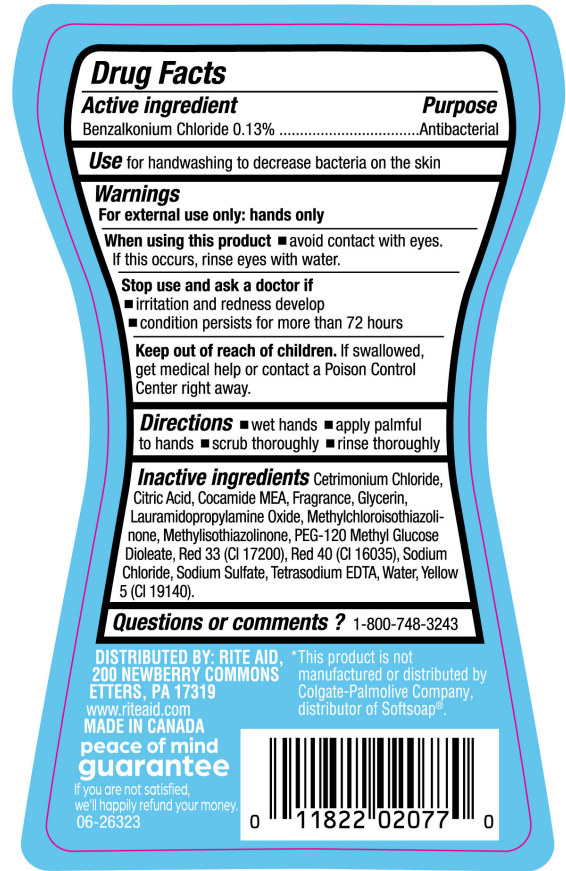 Drug Facts
Active ingredient Purpose
Benzalkonium Chloride 0.13% ..................................Antibacterial
Use for handwashing to decrease bacteria on the skin
Warnings
For external use only: hands only
When using this product ■ avoid contact with eyes.
If this occurs, rinse eyes with water.
Stop use and ask a doctor if
■ irritation and redness develop
■ condition persists for more than 72 hours
Keep out of reach of children. If swallowed,
get medical help or contact a Poison Control
Center right away.
Directions ■ wet hands ■ apply palmful
to hands ■ scrub thoroughly ■ rinse thoroughly
Inactive ingredients Cetrimonium Chloride,
Citric Acid, Cocamide MEA, Fragrance, Glycerin,
Lauramidopropylamine Oxide, Methylchloroisothiazoli-
none, Methylisothiazolinone, PEG-120 Methyl Glucose
Dioleate, Red 33 (CI 17200), Red 40 (CI 16035), Sodium
Chloride, Sodium Sulfate, Tetrasodium EDTA, Water, Yellow
5 (CI 19140).
Questions or comments ? 1-800-748-3243
DISTRIBUTED BY: RITE AID,
200 NEWBERRY COMMONS
ETTERS, PA 17319
www.riteaid.com
MADE IN CANADA
peace of mind
guarantee
If you are not satisfied,
we'll happily refund your money.
06-26323
*This product is not
manufactured or distributed by
Colgate-Palmolive Company,
distributor of Softsoap®.
0 11822 02077 0